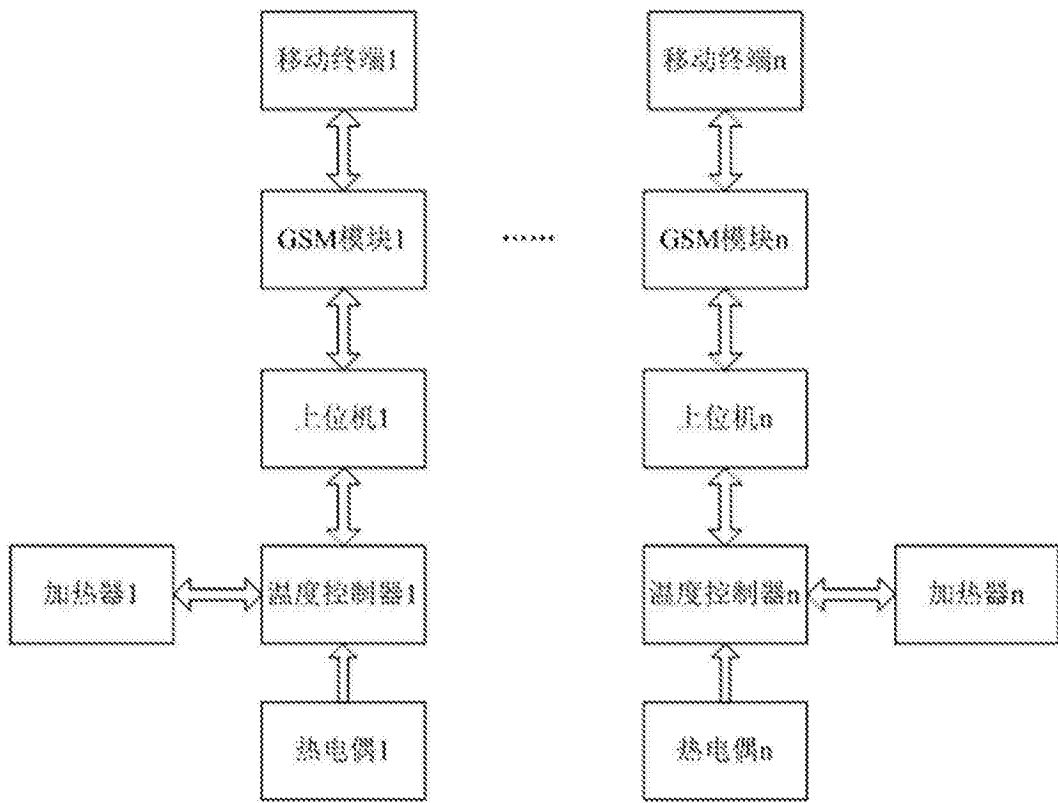 移动终端1
移动终端n
GSM模块1
……
GSM模块n
上位机1
上位机n
加热器1
温度控制器1
温度控制器n
加热器n
热电偶1
热电偶n